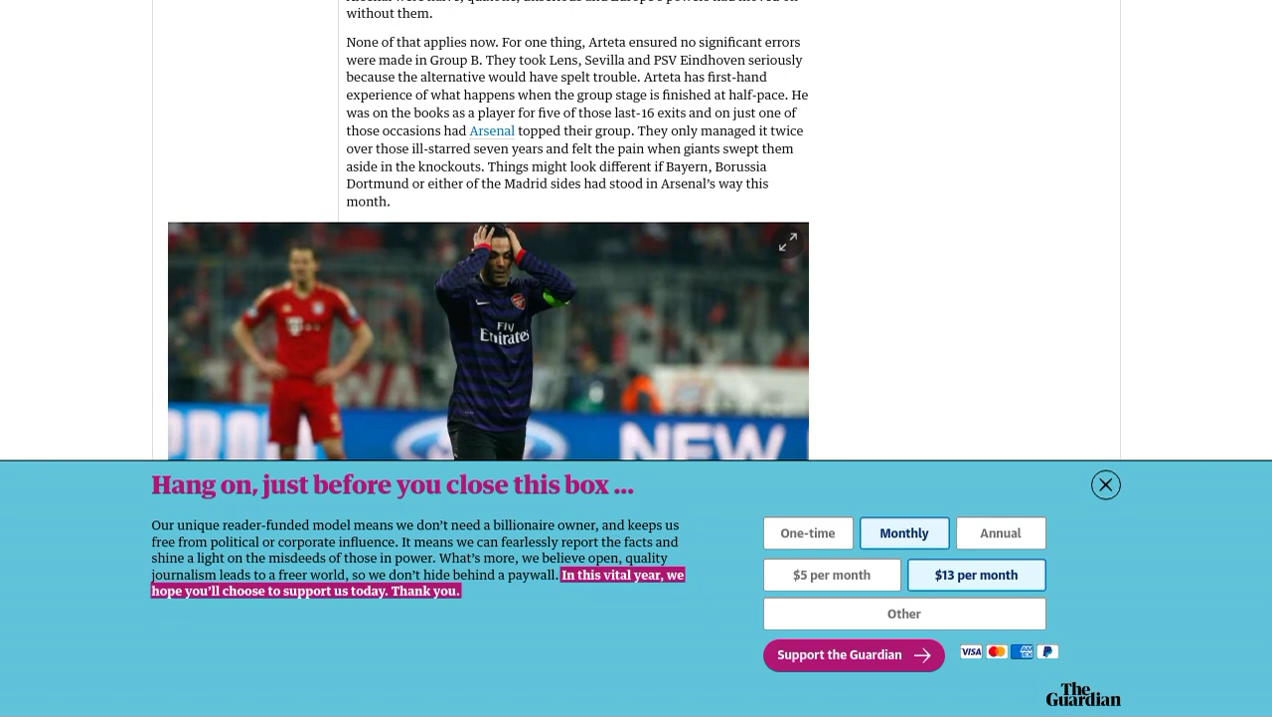 without them.
None of that applies now. For one thing, Arteta ensured no significant errors
were made in Group B. They took Lens, Sevilla and PSV Eindhoven seriously
because the alternative would have spelt trouble. Arteta has first-hand
experience of what happens when the group stage is finished at half-pace. He
was on the books as a player for five of those last-16 exits and on just one of
those occasions had Arsenal topped their group. They only managed it twice
over those ill-starred seven years and felt the pain when giants swept them
aside in the knockouts. Things might look different if Bayern, Borussia
Dortmund or either of the Madrid sides had stood in Arsenal’s way this
month.
Fly
Emirates
NEW
Hang on, just before you close this box ...
Our unique reader-funded model means we don’t need a billionaire owner, and keeps us
free from political or corporate influence. It means we can fearlessly report the facts and
shine a light on the misdeeds of those in power. What’s more, we believe open, quality
journalism leads to a freer world, so we don’t hide behind a paywall. In this vital year, we
hope you’ll choose to support us today. Thank you.
One-time
Monthly
Annual
$5 per month
$13 per month
Other
Support the Guardian
VISA
The
Guardian